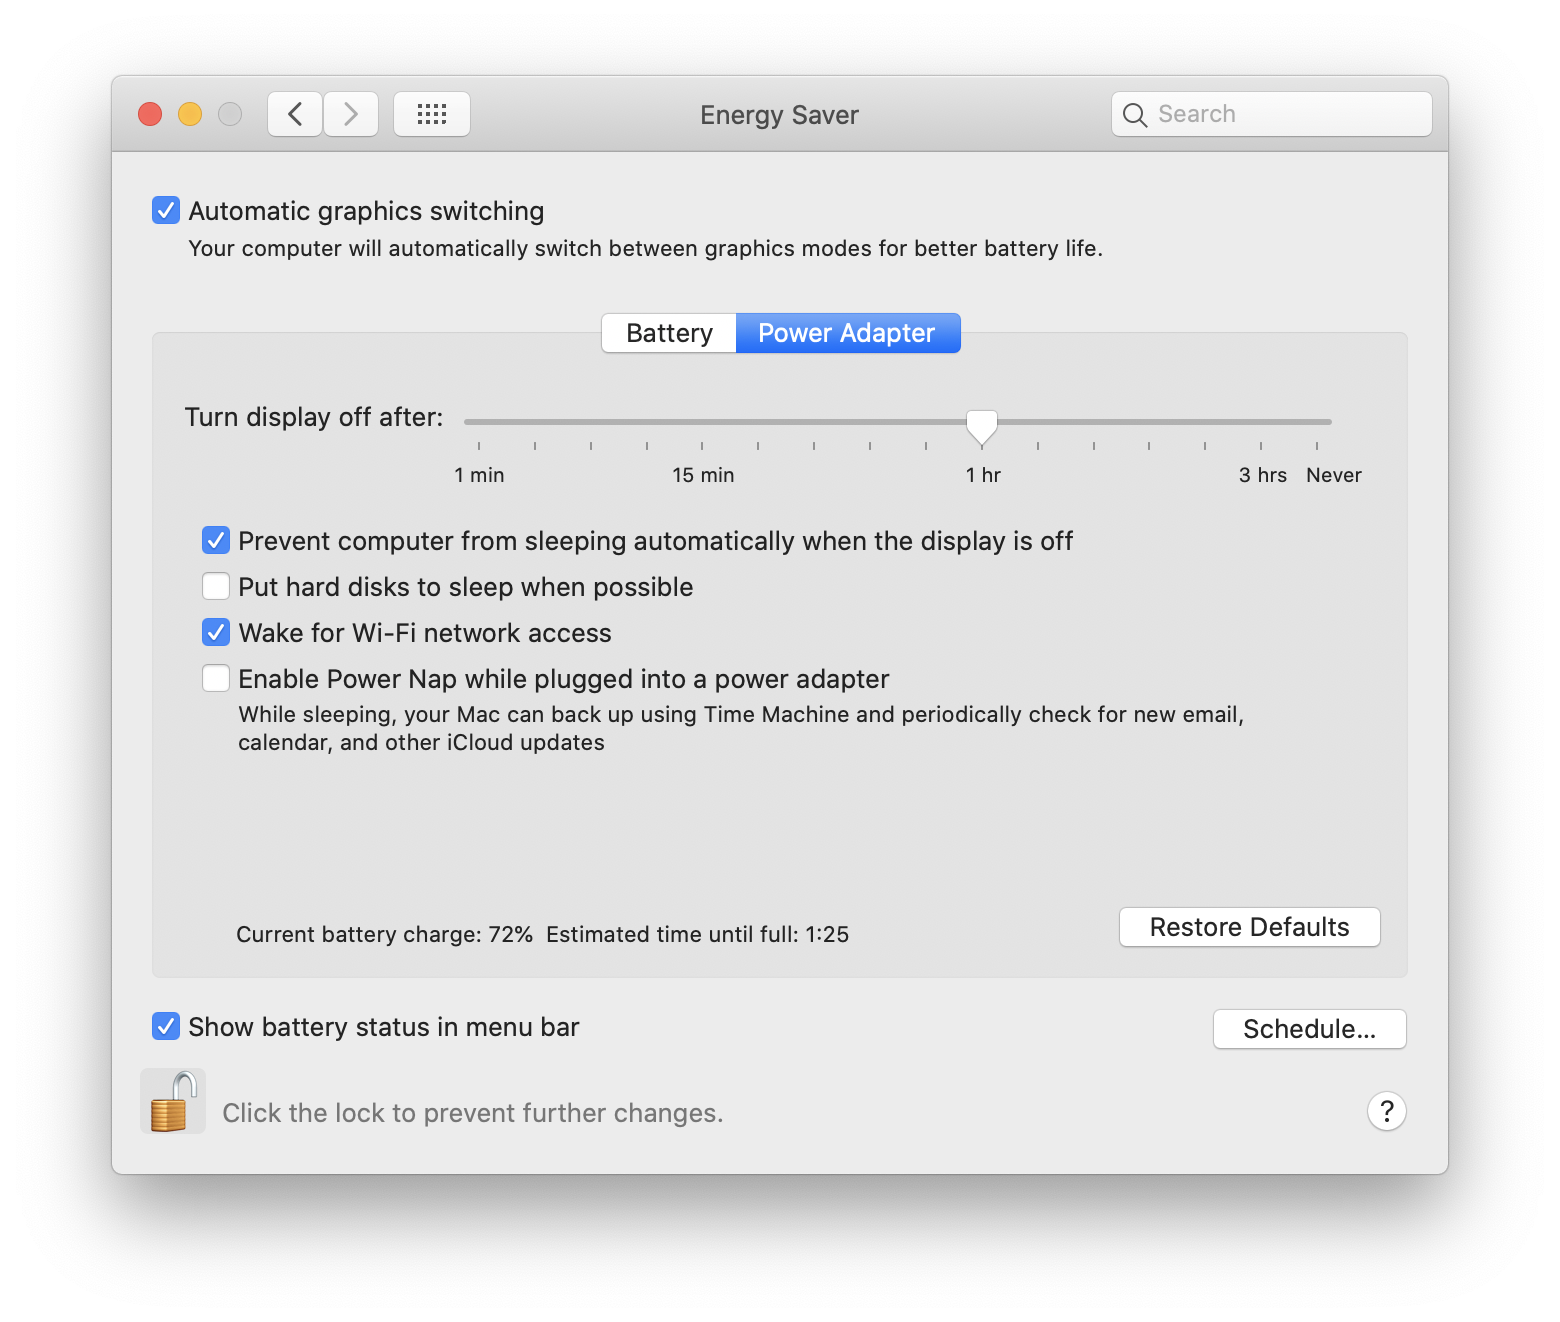 Energy Saver
Search
Automatic graphics switching
Your computer will automatically switch between graphics modes for better battery life.
Battery Power Adapter
Turn display off after:
1 min 15 min 1 hr 3 hrs Never
Prevent computer from sleeping automatically when the display is off
Put hard disks to sleep when possible
Wake for Wi-Fi network access
Enable Power Nap while plugged into a power adapter
While sleeping, your Mac can back up using Time Machine and periodically check for new email,
calendar, and other iCloud updates
Current battery charge: 72% Estimated time until full: 1:25
Restore Defaults
Show battery status in menu bar
Schedule...
Click the lock to prevent further changes.
?